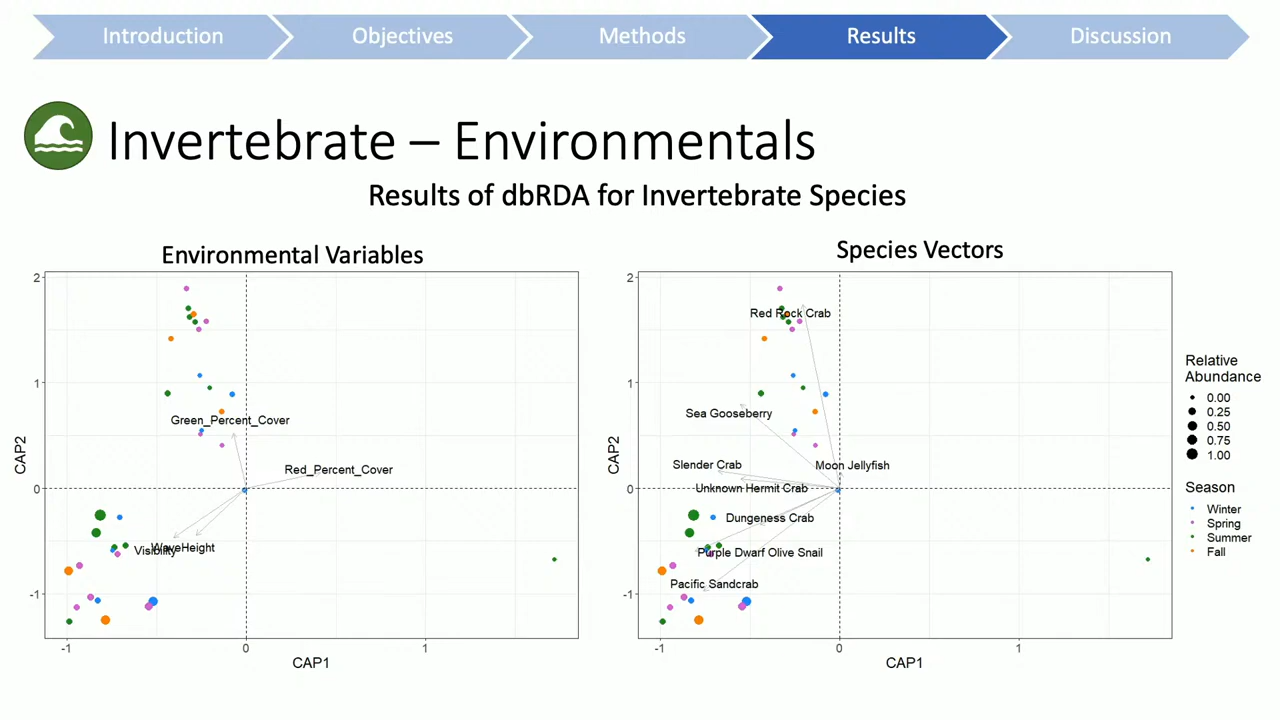 Introduction
Objectives
Methods
Results
Discussion
Invertebrate – Environmentals
Results of dbRDA for Invertebrate Species
Environmental Variables
2
1
0
-1
CAP2
Green_Percent_Cover
Red_Percent_Cover
WaveHeight
Visibility
-1
0
1
CAP1
Species Vectors
2
1
0
-1
CAP2
Red Rock Crab
Sea Gooseberry
Slender Crab
Moon Jellyfish
Unknown Hermit Crab
Dungeness Crab
Purple Dwarf Olive Snail
Pacific Sandcrab
-1
0
1
CAP1
Relative
Abundance
0.00
0.25
0.50
0.75
1.00
Season
Winter
Spring
Summer
Fall